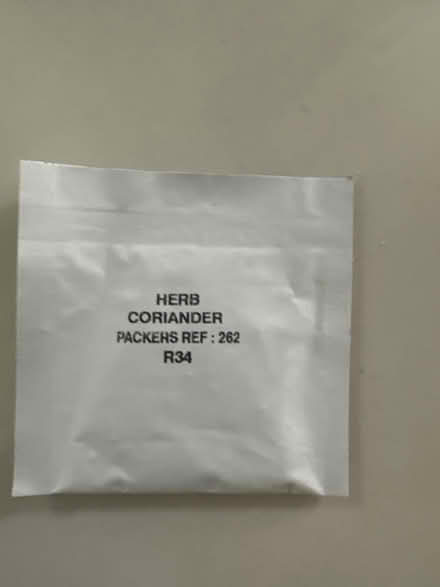 HERB
CORIANDER
PACKERS REF : 262
R34